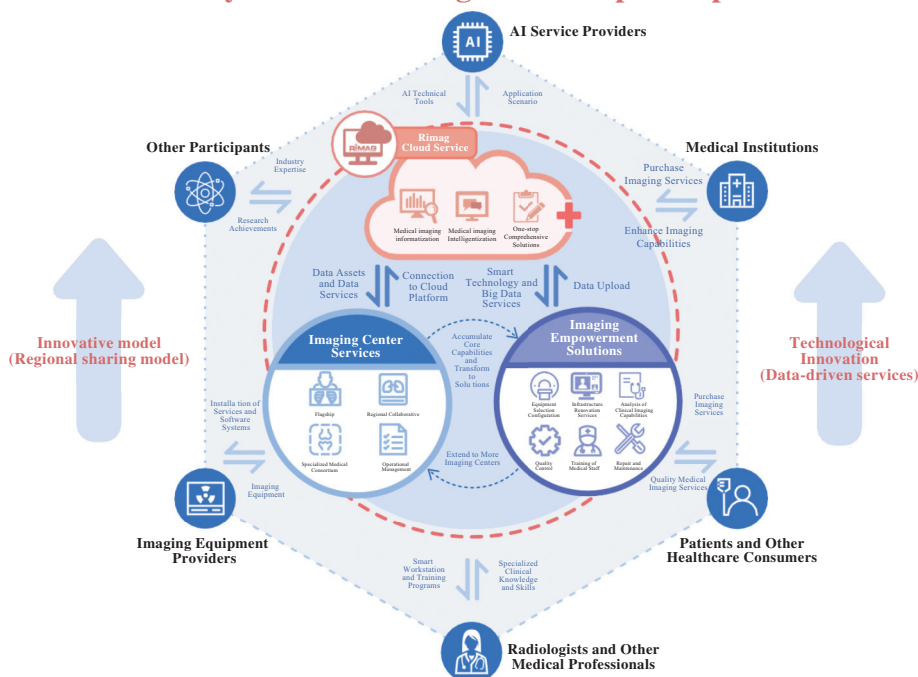 AI Service Providers
AI Technical
Tools
Application
Scenario
Other Participants
RIMAG
Rimag
Cloud Service
Medical Institutions
Industry
Expertise
Research
Achievements
Purchase
Imaging Services
Enhance Imaging
Capabilities
Medical imaging
informatization
Medical imaging
Intelligentization
One-stop
Comprehensive
Solutions
Data Assets
and Data
Services
Connection
to Cloud
Platform
Smart
Technology and
Big Data
Services
Data Upload
Innovative model
(Regional sharing model)
Technological
Innovation
(Data-driven services)
Imaging Center
Services
Flagship
Regional Collaborative
Specialized Medical
Consortium
Operational
Management
Accumulate
Core
Capabilities
and
Transform
to
Solu tions
Extend to More
Imaging Centers
Imaging
Empowerment
Solutions
Equipment
Selection
Configuration
Infrastructure
Renovation
Services
Analysis of
Clinical Imaging
Capabilities
Quality
Control
Training of
Medical Staff
Repair and
Maintenance
Installa tion of
Services and
Software
Systems
Imaging
Equipment
Purchase
Imaging
Services
Quality Medical
Imaging Services
Imaging Equipment
Providers
Patients and Other
Healthcare Consumers
Smart
Workstation
and Training
Programs
Specialized
Clinical
Knowledge
and Skills
Radiologists and Other
Medical Professionals